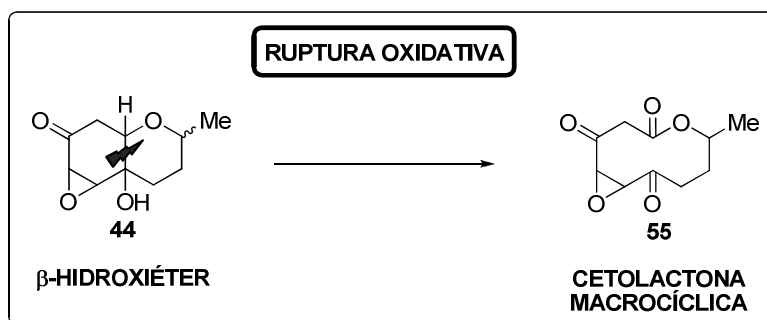 RUPTURA OXIDATIVA
H
O
O
Me
O
OH
44
β-HIDROXIÉTER
O
O
O
Me
O
O
55
CETOLACTONA
MACROCÍCLICA